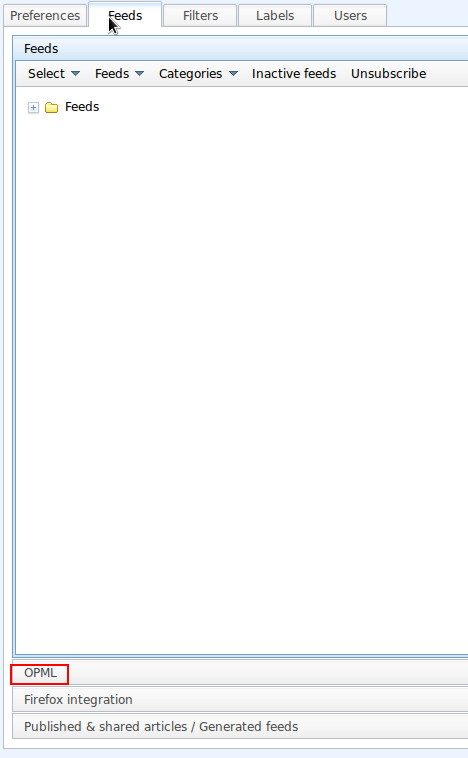 Preferences Feeds Filters Labels Users
Feeds
Select Feeds Categories Inactive feeds Unsubscribe
Feeds
OPML
Firefox integration
Published & shared articles / Generated feeds